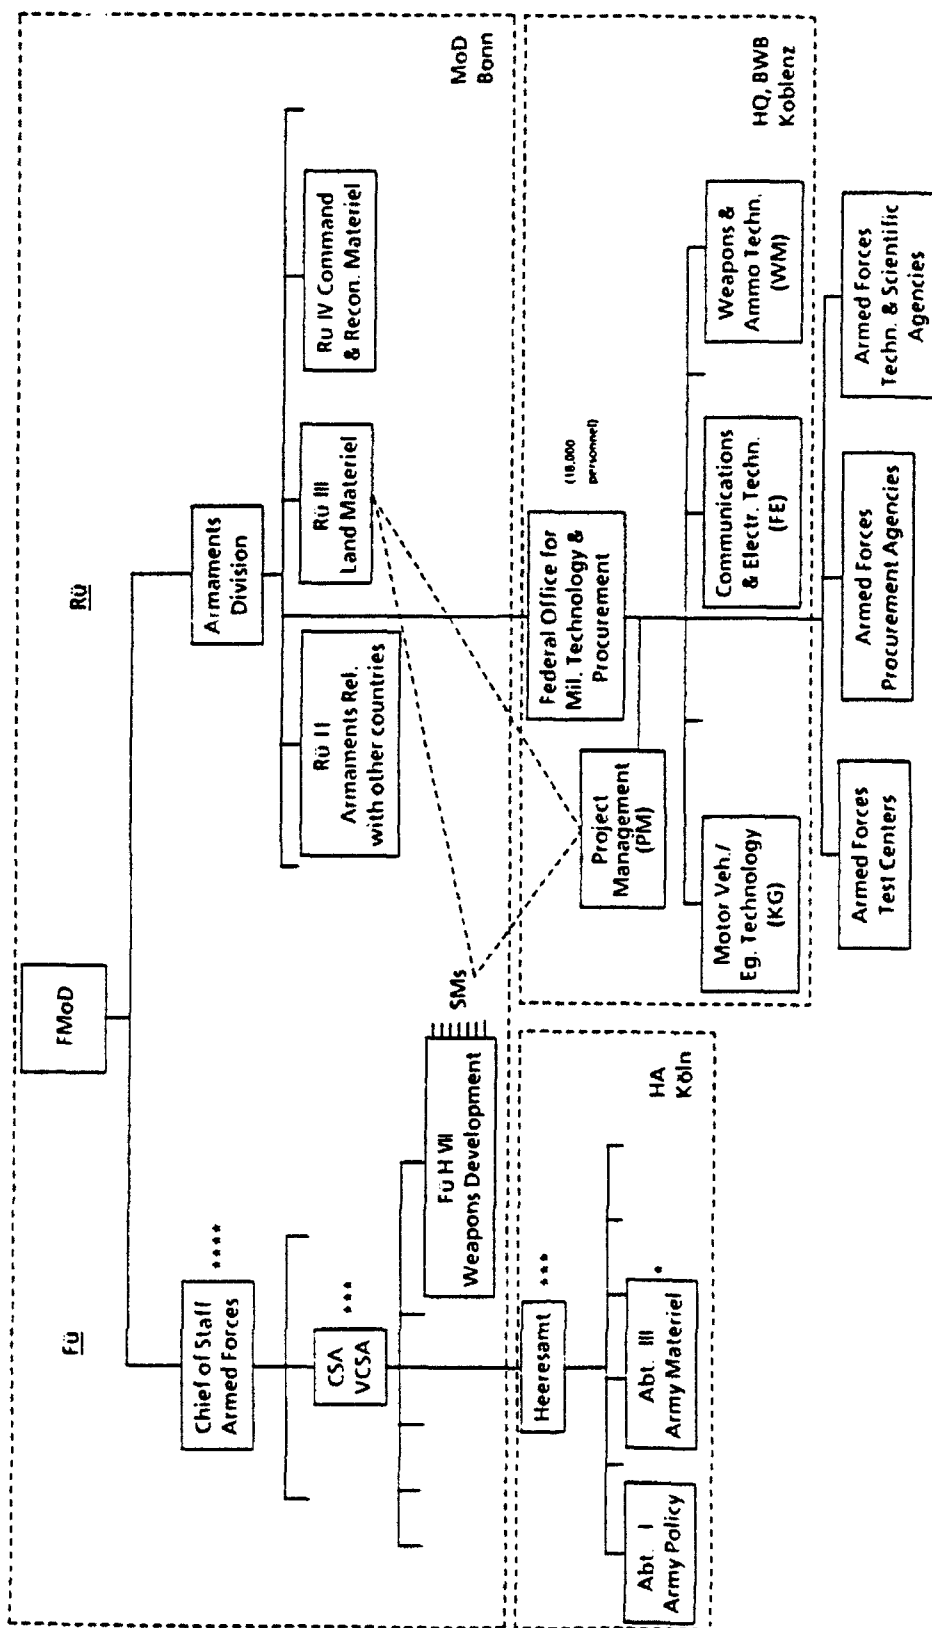 FMoD
Fü
Rü
Chief of Staff
Armed Forces
****
Armaments
Division
CSA
VCSA
***
Rü II
Armaments Rel.
with other countries
Rü III
Land Materiel
Rü IV Command
& Recon. Materiel
Fü H VII
Weapons Development
SMs
MoD
Bonn
Heeresamt
***
Federal Office for
Mil. Technology &
Procurement
(18,000
personnel)
Project
Management
(PM)
Abt. I
Army Policy
Abt. III
Army Materiel
*
HA
Köln
Motor Veh./
Eg. Technology
(KG)
Communications
& Electr. Techn.
(FE)
Weapons &
Ammo Techn.
(WM)
HQ, BWB
Koblenz
Armed Forces
Test Centers
Armed Forces
Procurement Agencies
Armed Forces
Techn. & Scientific
Agencies